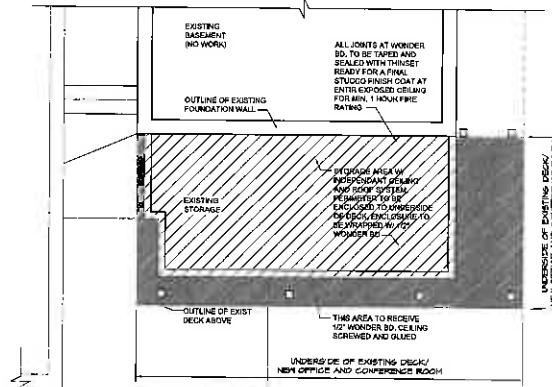 EXISTING
BASEMENT
(NO WORK)
ALL JOINTS AT WONDER
BD. TO BE TAPED AND
SEALED WITH THINSET
READY FOR A FINAL
STUCCO FINISH COAT AT
ENTIR EXPOSED CEILING
FOR MIN. 1 HOUR FIRE
RATING
OUTLINE OF EXISTING
FOUNDATION WALL
STORAGE AREA W/
INDEPENDANT CEILING
AND ROOF SYSTEM.
PERIMETER TO BE
ENCLOSED TO UNDERSIDE
OF DECK, ENCLOSURE TO
BE WRAPPED W/ 1/2"
WONDER BD
EXISTING
STORAGE
OUTLINE OF EXIST
DECK ABOVE
THIS AREA TO RECEIVE
1/2" WONDER BD. CEILING
SCREWED AND GLUED
UNDERSIDE OF EXISTING DECK/
NEW OFFICE AND CONFERENCE ROOM
UNDERSIDE OF EXISTING DECK/